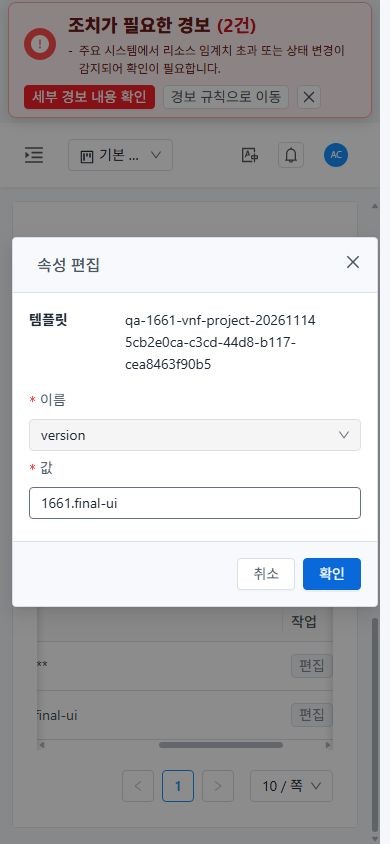 조치가 필요한 경보 (2건)
- 주요 시스템에서 리소스 임계치 초과 또는 상태 변경이
감지되어 확인이 필요합니다.
세부 경보 내용 확인 경보 규칙으로 이동
기본 ... AC
속성 편집
템플릿 qa-1661-vnf-project-20261114
5cb2e0ca-c3cd-44d8-b117-
cea8463f90b5
* 이름
version
* 값
1661.final-ui
취소 확인
작업
** 편집
final-ui 편집
< 1 > 10 / 쪽